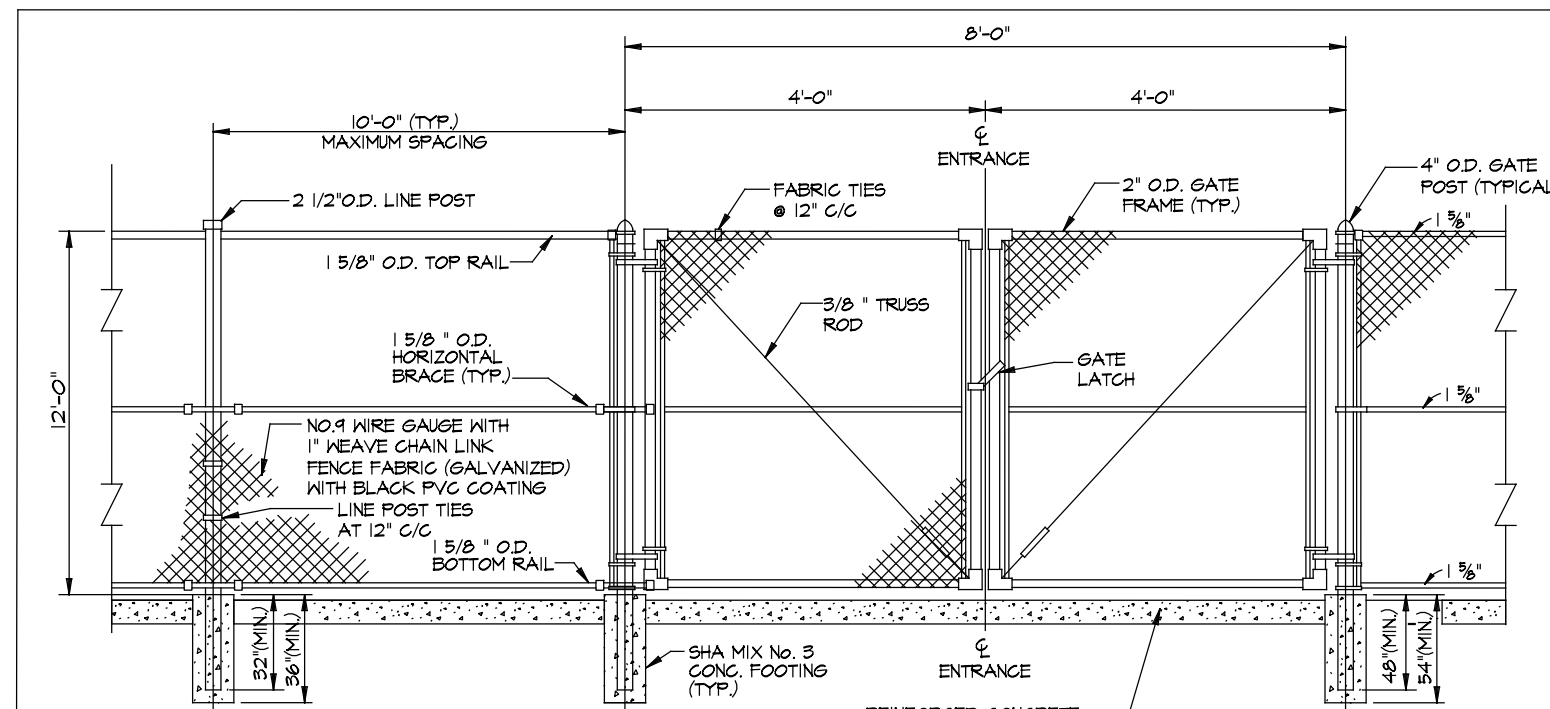 8'-0"
4'-0"
4'-0"
10'-0" (TYP.)
MAXIMUM SPACING
℄
ENTRANCE
4" O.D. GATE
POST (TYPICAL
2 1/2"O.D. LINE POST
FABRIC TIES
@ 12" C/C
2" O.D. GATE
FRAME (TYP.)
1 5/8"
1 5/8" O.D. TOP RAIL
3/8 " TRUSS
ROD
12'-0"
1 5/8 " O.D.
HORIZONTAL
BRACE (TYP.)
GATE
LATCH
1 5/8"
NO.9 WIRE GAUGE WITH
1" WEAVE CHAIN LINK
FENCE FABRIC (GALVANIZED)
WITH BLACK PVC COATING
LINE POST TIES
AT 12" C/C
1 5/8 " O.D.
BOTTOM RAIL
1 5/8"
32"(MIN.)
36"(MIN.)
SHA MIX No. 3
CONC. FOOTING
(TYP.)
℄
ENTRANCE
48"(MIN.)
54"(MIN.)
REINFORCED CONCRETE